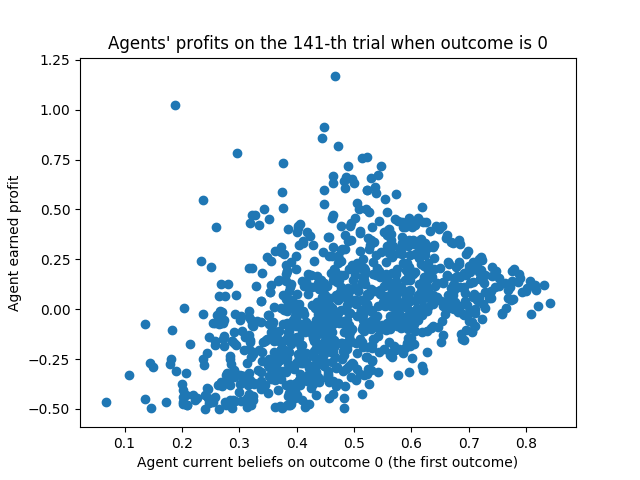 Agents' profits on the 141-th trial when outcome is 0
1.25
1.00
0.75
0.50
0.25
0.00
−0.25
−0.50
Agent earned profit
0.1 0.2 0.3 0.4 0.5 0.6 0.7 0.8
Agent current beliefs on outcome 0 (the first outcome)